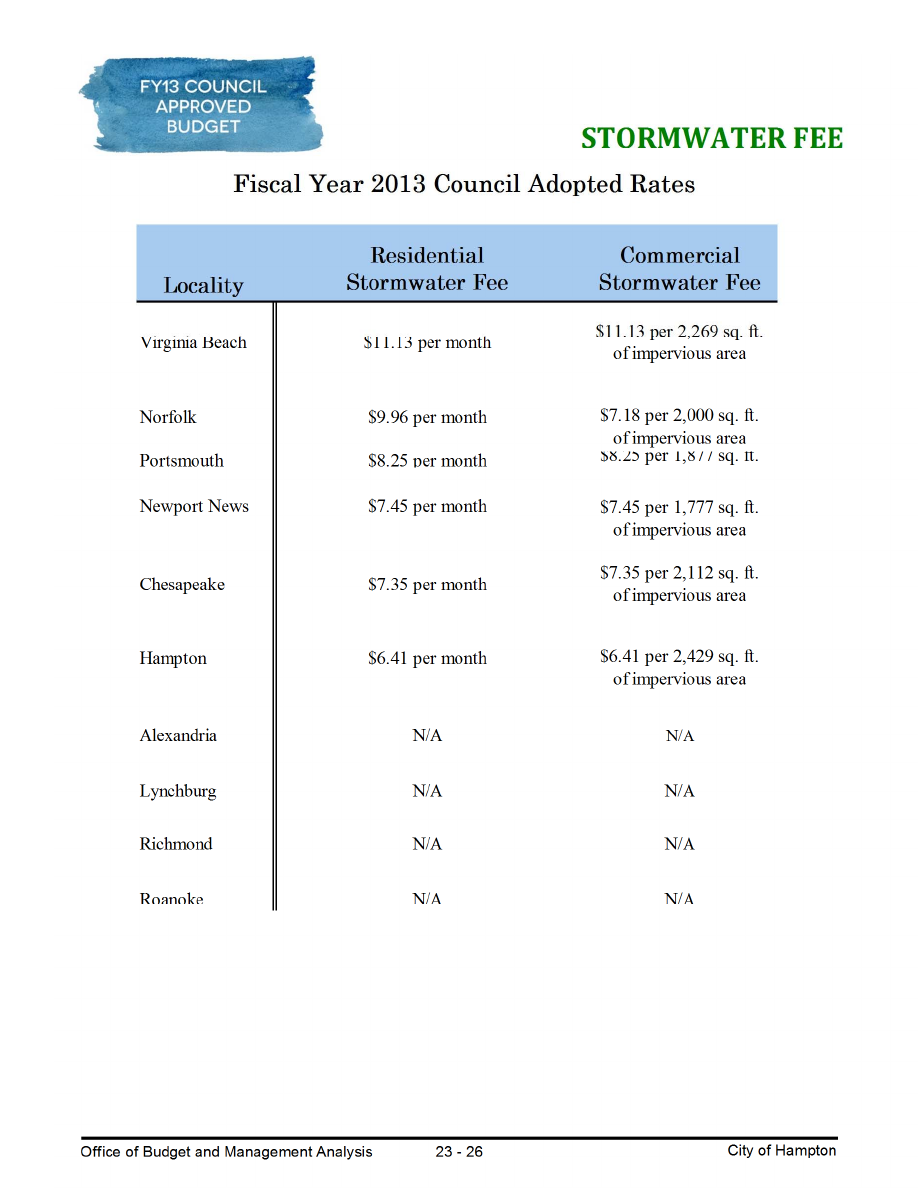 FY13 COUNCIL
APPROVED
BUDGET
STORMWATER FEE
Fiscal Year 2013 Council Adopted Rates
Locality
Residential
Stormwater Fee
Commercial
Stormwater Fee
Virginia Beach
$11.13 per month
$11.13 per 2,269 sq. ft.
of impervious area
Norfolk
$9.96 per month
$7.18 per 2,000 sq. ft.
of impervious area
Portsmouth
$8.25 per month
$8.25 per 1,877 sq. ft.
Newport News
$7.45 per month
$7.45 per 1,777 sq. ft.
of impervious area
Chesapeake
$7.35 per month
$7.35 per 2,112 sq. ft.
of impervious area
Hampton
$6.41 per month
$6.41 per 2,429 sq. ft.
of impervious area
Alexandria
N/A
N/A
Lynchburg
N/A
N/A
Richmond
N/A
N/A
Roanoke
N/A
N/A
Office of Budget and Management Analysis
23 - 26
City of Hampton